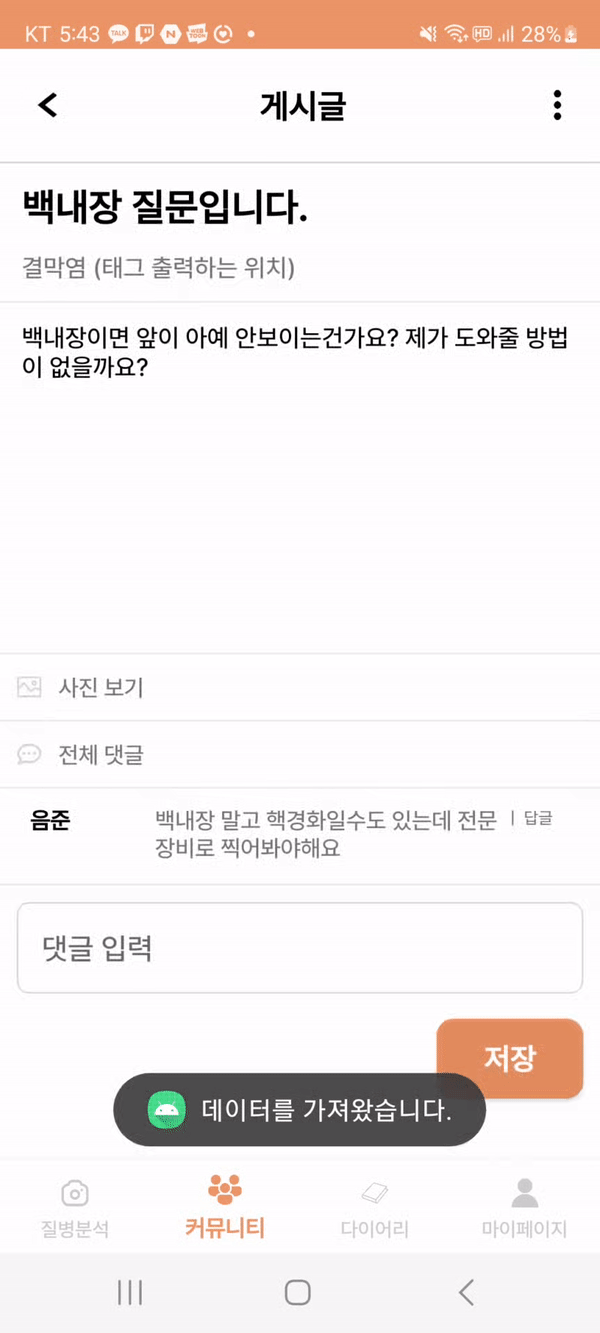 KT 5:43 TALK N WEB TOON HD 28%
게시글
백내장 질문입니다.
결막염 (태그 출력하는 위치)
백내장이면 앞이 아예 안보이는건가요? 제가 도와줄 방법
이 없을까요?
사진 보기
전체 댓글
음준 백내장 말고 핵경화일수도 있는데 전문 | 답글
장비로 찍어봐야해요
댓글 입력
저장
데이터를 가져왔습니다.
질병분석 커뮤니티 다이어리 마이페이지